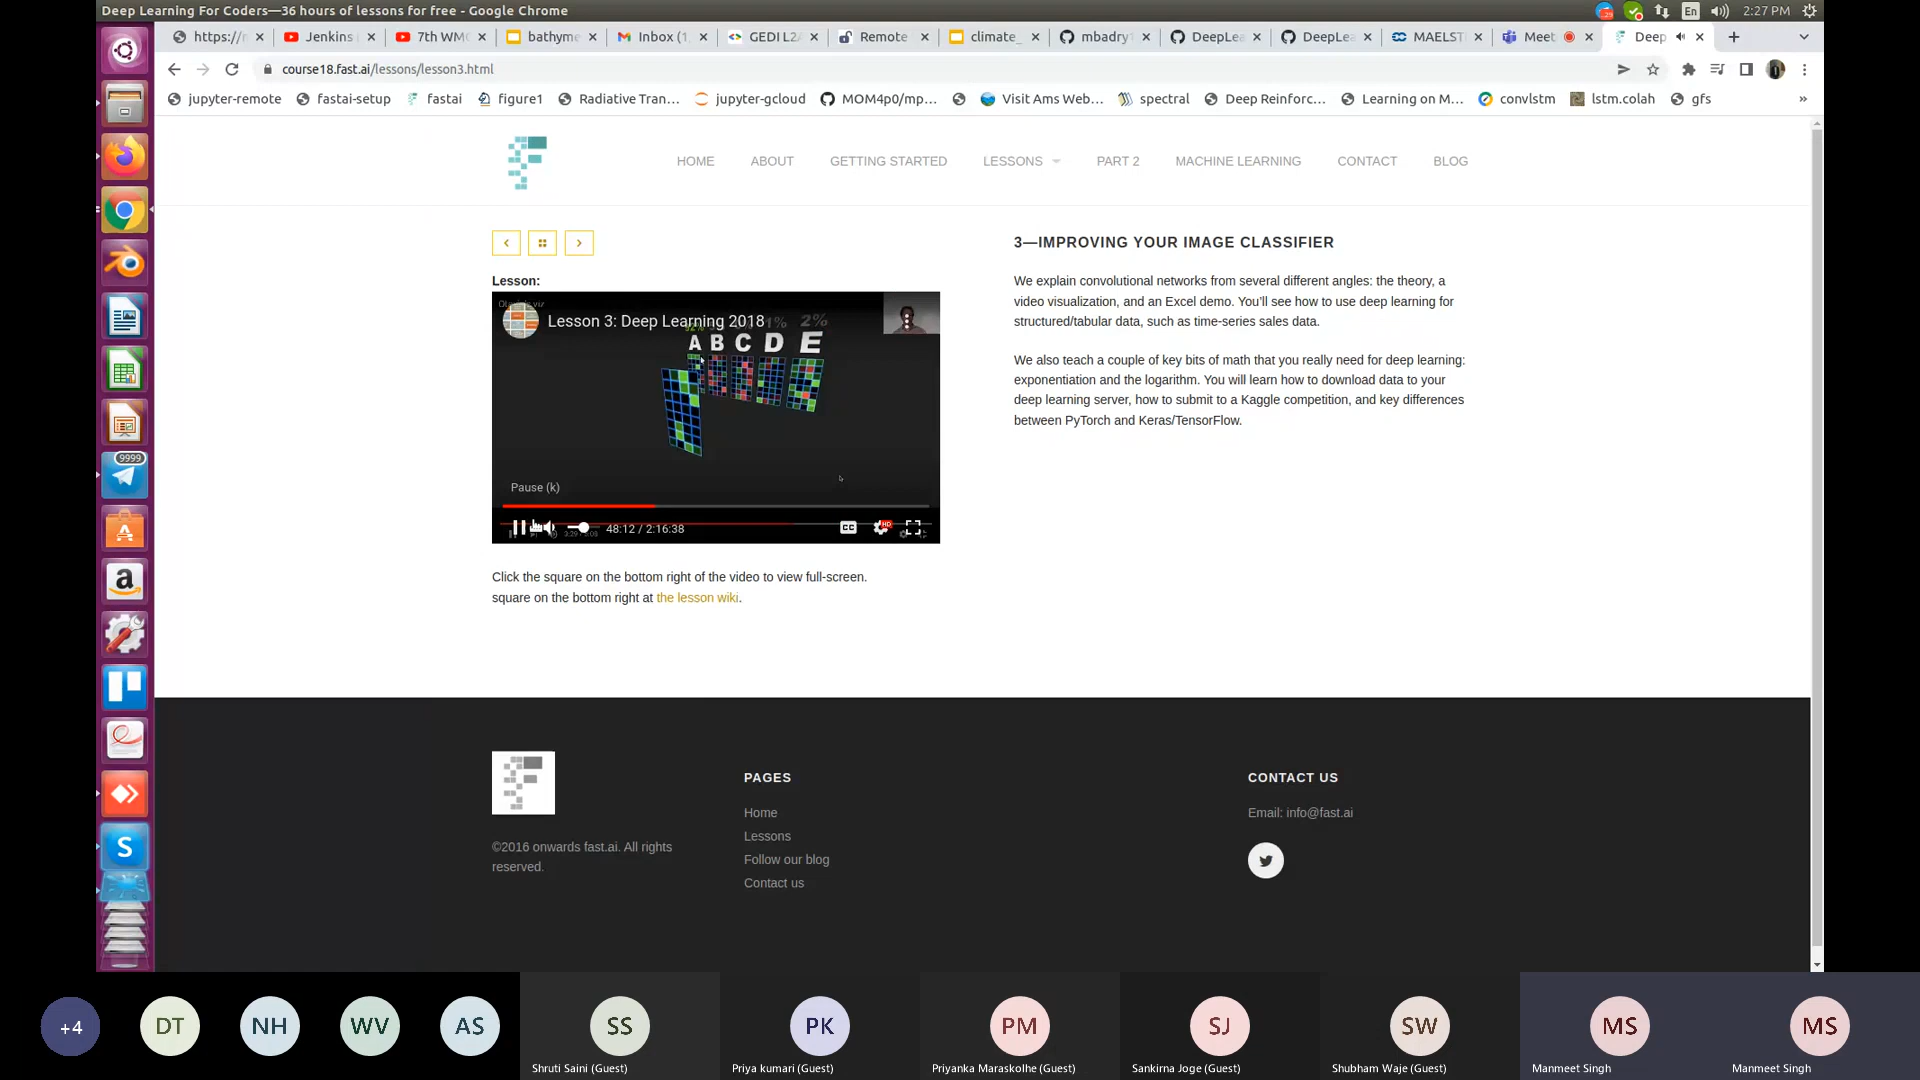 Deep Learning For Coders—36 hours of lessons for free - Google Chrome
En
2:27 PM
https://
Jenkins
7th WMO
bathyme
Inbox (1,
GEDI L2A
Remote
climate_
mbadry
DeepLea
DeepLea
MAELST
Meet
Deep
course18.fast.ai/lessons/lesson3.html
jupyter-remote
fastai-setup
fastai
figure1
Radiative Tran...
jupyter-gcloud
MOM4p0/mp...
Visit Ams Web...
spectral
Deep Reinforc...
Learning on M...
convlstm
lstm.colah
gfs
»
HOME
ABOUT
GETTING STARTED
LESSONS
PART 2
MACHINE LEARNING
CONTACT
BLOG
Lesson:
Lesson 3: Deep Learning 2018
2%
A B C D E
Pause (k)
48:12 / 2:16:38
CC
HD
Click the square on the bottom right of the video to view full-screen.
square on the bottom right at the lesson wiki.
3—IMPROVING YOUR IMAGE CLASSIFIER
We explain convolutional networks from several different angles: the theory, a
video visualization, and an Excel demo. You'll see how to use deep learning for
structured/tabular data, such as time-series sales data.
We also teach a couple of key bits of math that you really need for deep learning:
exponentiation and the logarithm. You will learn how to download data to your
deep learning server, how to submit to a Kaggle competition, and key differences
between PyTorch and Keras/TensorFlow.
9999
©2016 onwards fast.ai. All rights
reserved.
PAGES
Home
Lessons
Follow our blog
Contact us
CONTACT US
Email: info@fast.ai
+4
DT
NH
WV
AS
SS
Shruti Saini (Guest)
PK
Priya kumari (Guest)
PM
Priyanka Maraskolhe (Guest)
SJ
Sankirna Joge (Guest)
SW
Shubham Waje (Guest)
MS
Manmeet Singh
MS
Manmeet Singh